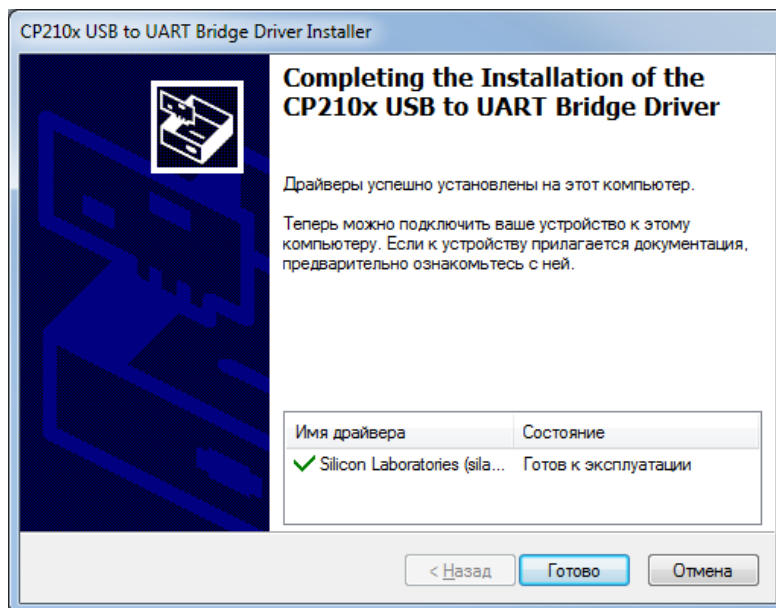 CP210x USB to UART Bridge Driver Installer
Completing the Installation of the
CP210x USB to UART Bridge Driver
Драйверы успешно установлены на этот компьютер.
Теперь можно подключить ваше устройство к этому
компьютеру. Если к устройству прилагается документация,
предварительно ознакомьтесь с ней.
Имя драйвера Состояние
Silicon Laboratories (sila... Готов к эксплуатации
< Назад Готово Отмена